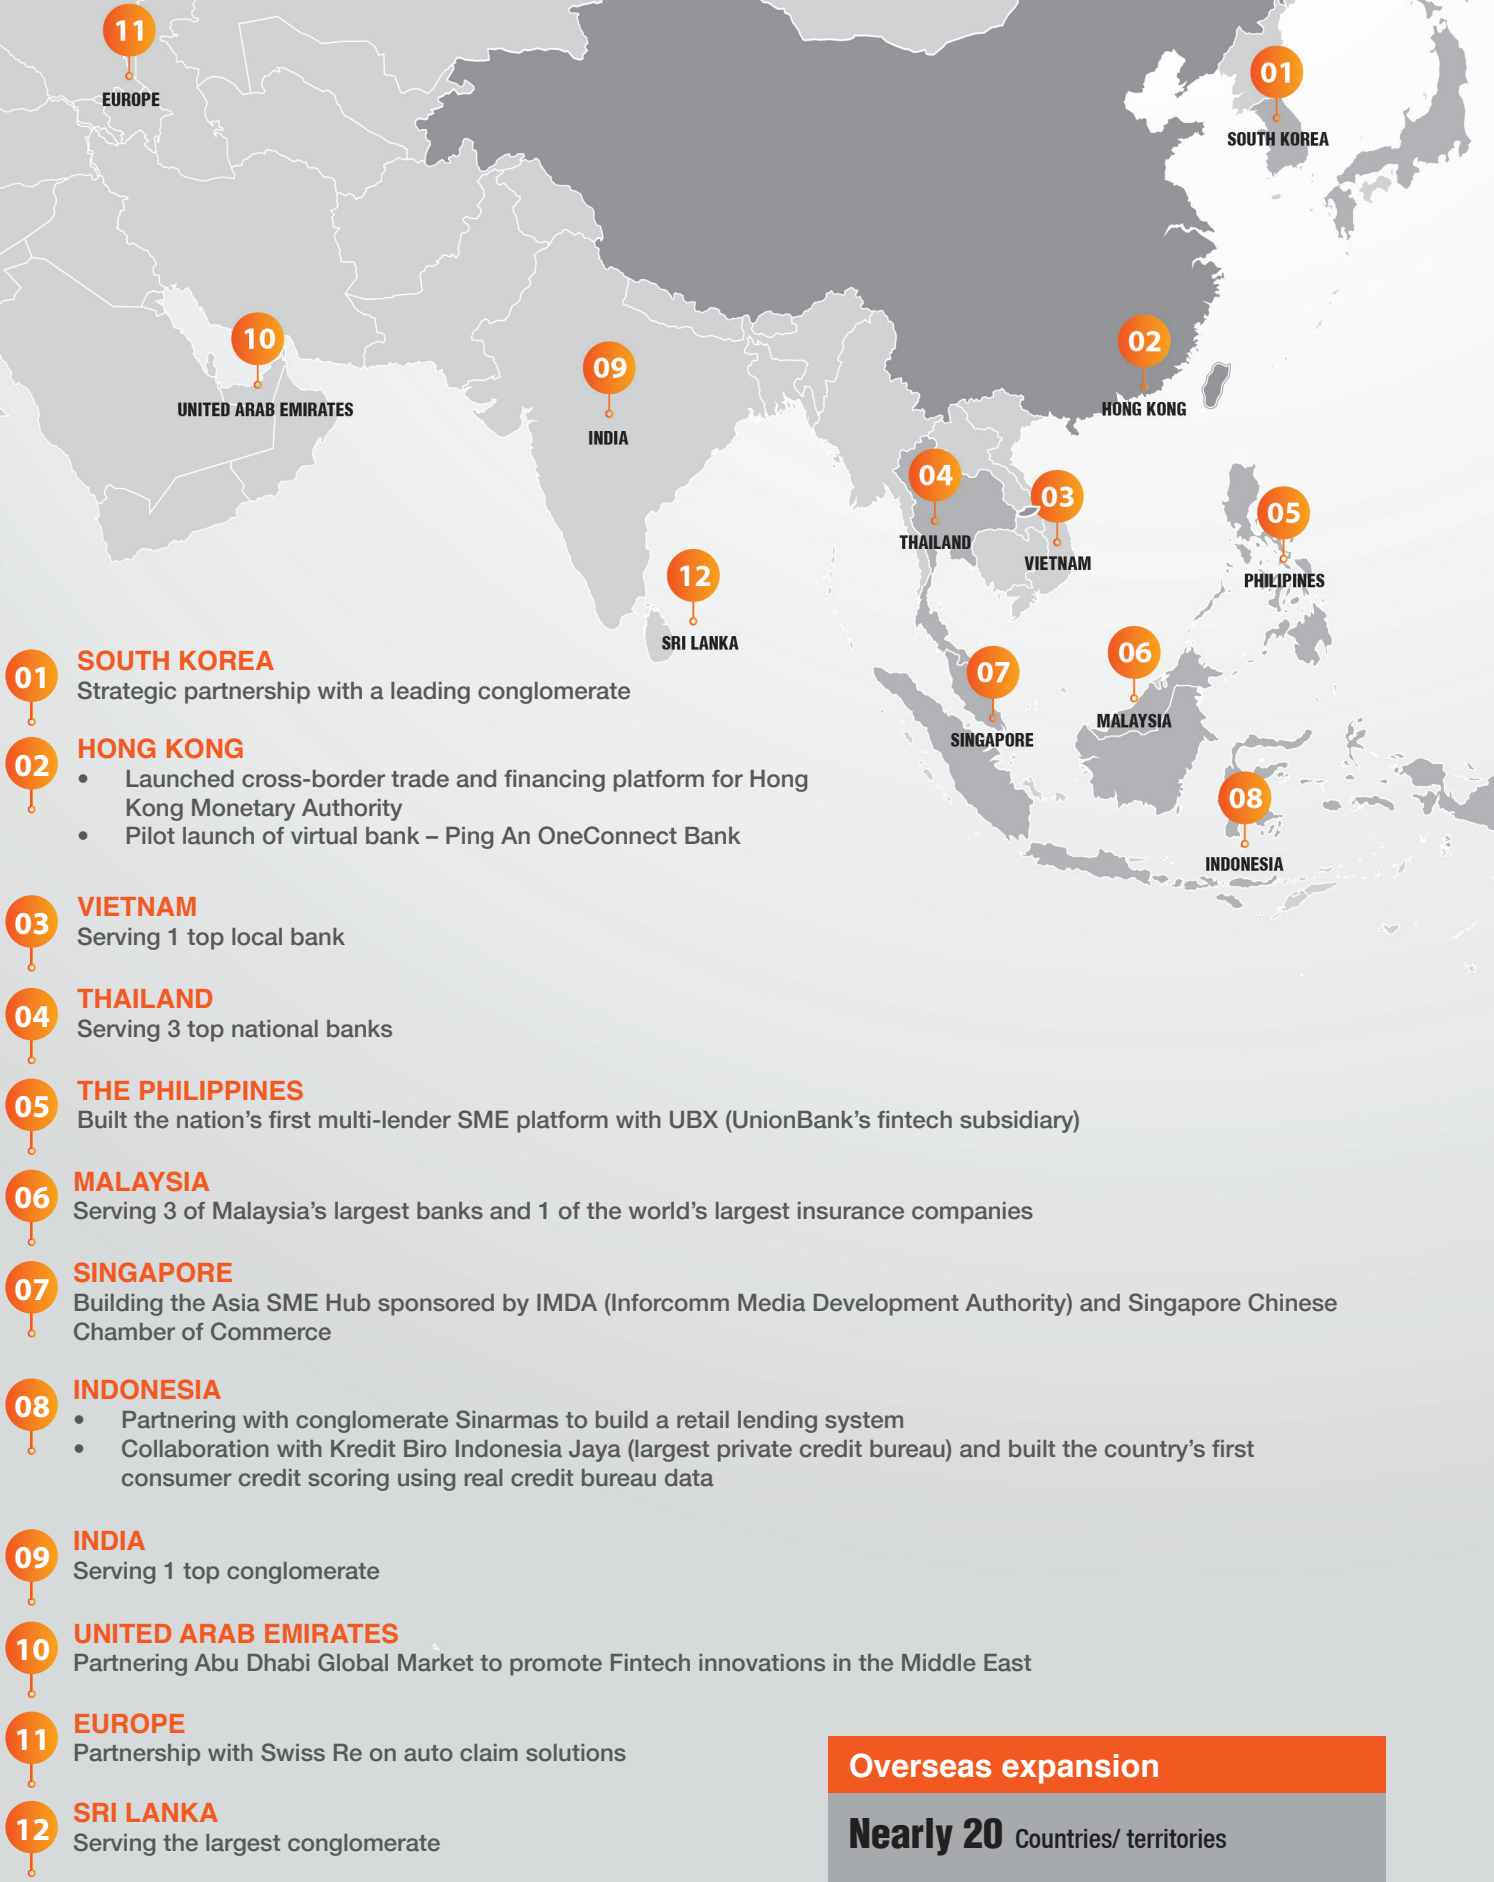 11
EUROPE
01
SOUTH KOREA
10
UNITED ARAB EMIRATES
09
INDIA
02
HONG KONG
04
THAILAND
03
VIETNAM
05
PHILIPINES
12
SRI LANKA
07
SINGAPORE
06
MALAYSIA
08
INDONESIA
01
SOUTH KOREA
Strategic partnership with a leading conglomerate
02
HONG KONG
• Launched cross-border trade and financing platform for Hong
Kong Monetary Authority
• Pilot launch of virtual bank – Ping An OneConnect Bank
03
VIETNAM
Serving 1 top local bank
04
THAILAND
Serving 3 top national banks
05
THE PHILIPPINES
Built the nation’s first multi-lender SME platform with UBX (UnionBank’s fintech subsidiary)
06
MALAYSIA
Serving 3 of Malaysia’s largest banks and 1 of the world’s largest insurance companies
07
SINGAPORE
Building the Asia SME Hub sponsored by IMDA (Inforcomm Media Development Authority) and Singapore Chinese
Chamber of Commerce
08
INDONESIA
• Partnering with conglomerate Sinarmas to build a retail lending system
• Collaboration with Kredit Biro Indonesia Jaya (largest private credit bureau) and built the country’s first
consumer credit scoring using real credit bureau data
09
INDIA
Serving 1 top conglomerate
10
UNITED ARAB EMIRATES
Partnering Abu Dhabi Global Market to promote Fintech innovations in the Middle East
11
EUROPE
Partnership with Swiss Re on auto claim solutions
12
SRI LANKA
Serving the largest conglomerate
Overseas expansion
Nearly 20 Countries/ territories